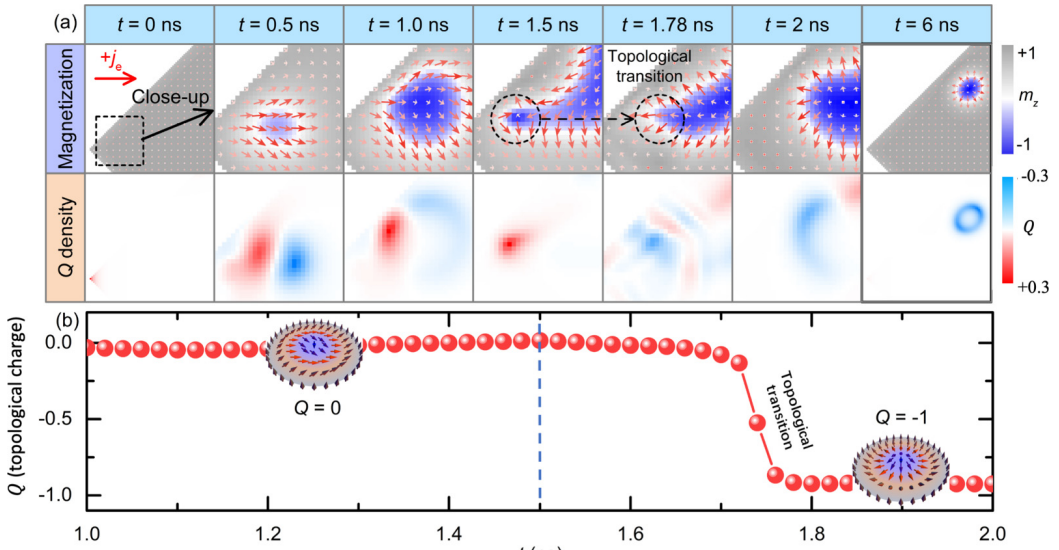 (a) t = 0 ns t = 0.5 ns t = 1.0 ns t = 1.5 ns t = 1.78 ns t = 2 ns t = 6 ns
Magnetization
+jₑ
Close-up
Topological
transition
+1
m_z
-1
Q density
-0.3
Q
+0.3
(b)
Q (topological charge)
0.0
-0.5
-1.0
Q = 0
Topological
transition
Q = -1
1.0 1.2 1.4 1.6 1.8 2.0